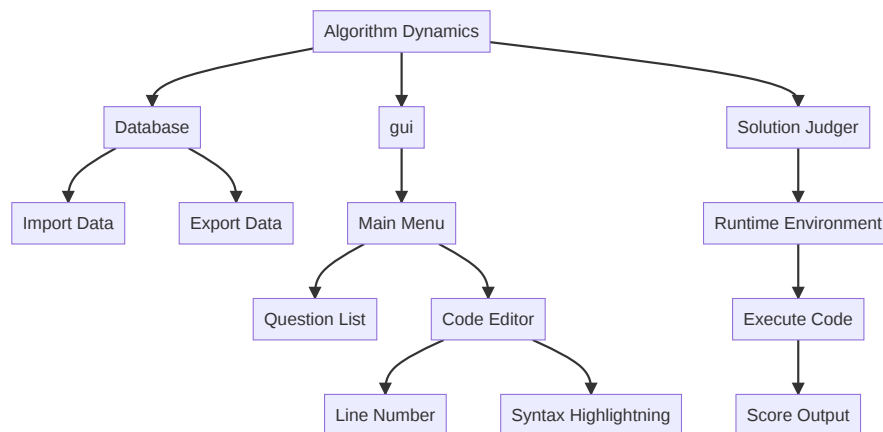 Algorithm Dynamics
Database
gui
Solution Judger
Import Data
Export Data
Main Menu
Runtime Environment
Question List
Code Editor
Execute Code
Line Number
Syntax Highlightning
Score Output